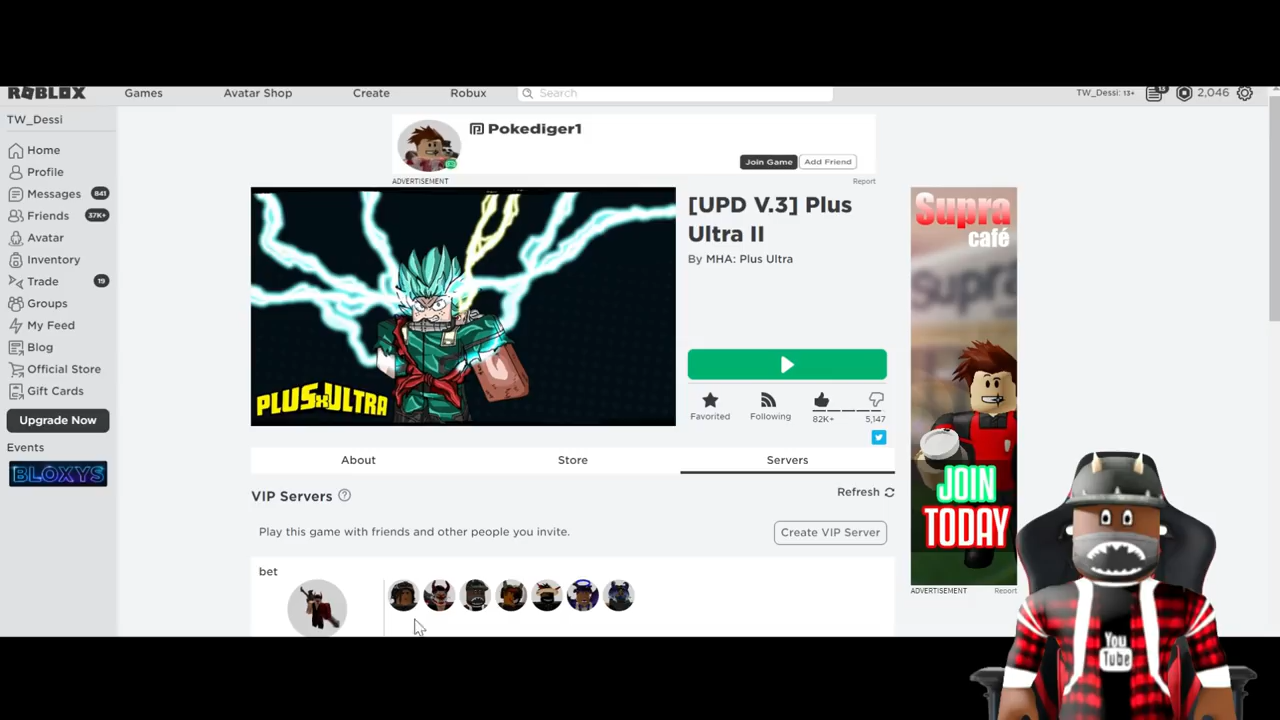 ROBLOX
Games
Avatar Shop
Create
Robux
Search
TW_Dessi: 13+
2,046
TW_Dessi
Home
Profile
Messages 841
Friends 37K+
Avatar
Inventory
Trade 19
Groups
My Feed
Blog
Official Store
Gift Cards
Upgrade Now
Events
BLOXYS
Pokediger1
Join Game
Add Friend
ADVERTISEMENT
Report
PLUS ULTRA
[UPD V.3] Plus
Ultra II
By MHA: Plus Ultra
Favorited
Following
82K+
5,147
About
Store
Servers
VIP Servers
Refresh
Play this game with friends and other people you invite.
Create VIP Server
bet
Supra
café
supra
JOIN
TODAY
ADVERTISEMENT
Report
You
Tube